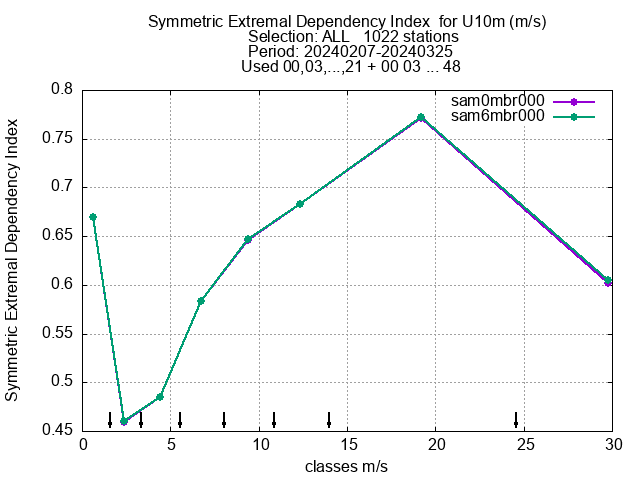 Symmetric Extremal Dependency Index  for U10m (m/s)
Selection: ALL   1022 stations
Period: 20240207-20240325
Used 00,03,...,21 + 00 03 ... 48
sam0mbr000
sam6mbr000
Symmetric Extremal Dependency Index
0.8
0.75
0.7
0.65
0.6
0.55
0.5
0.45
0 5 10 15 20 25 30
classes m/s